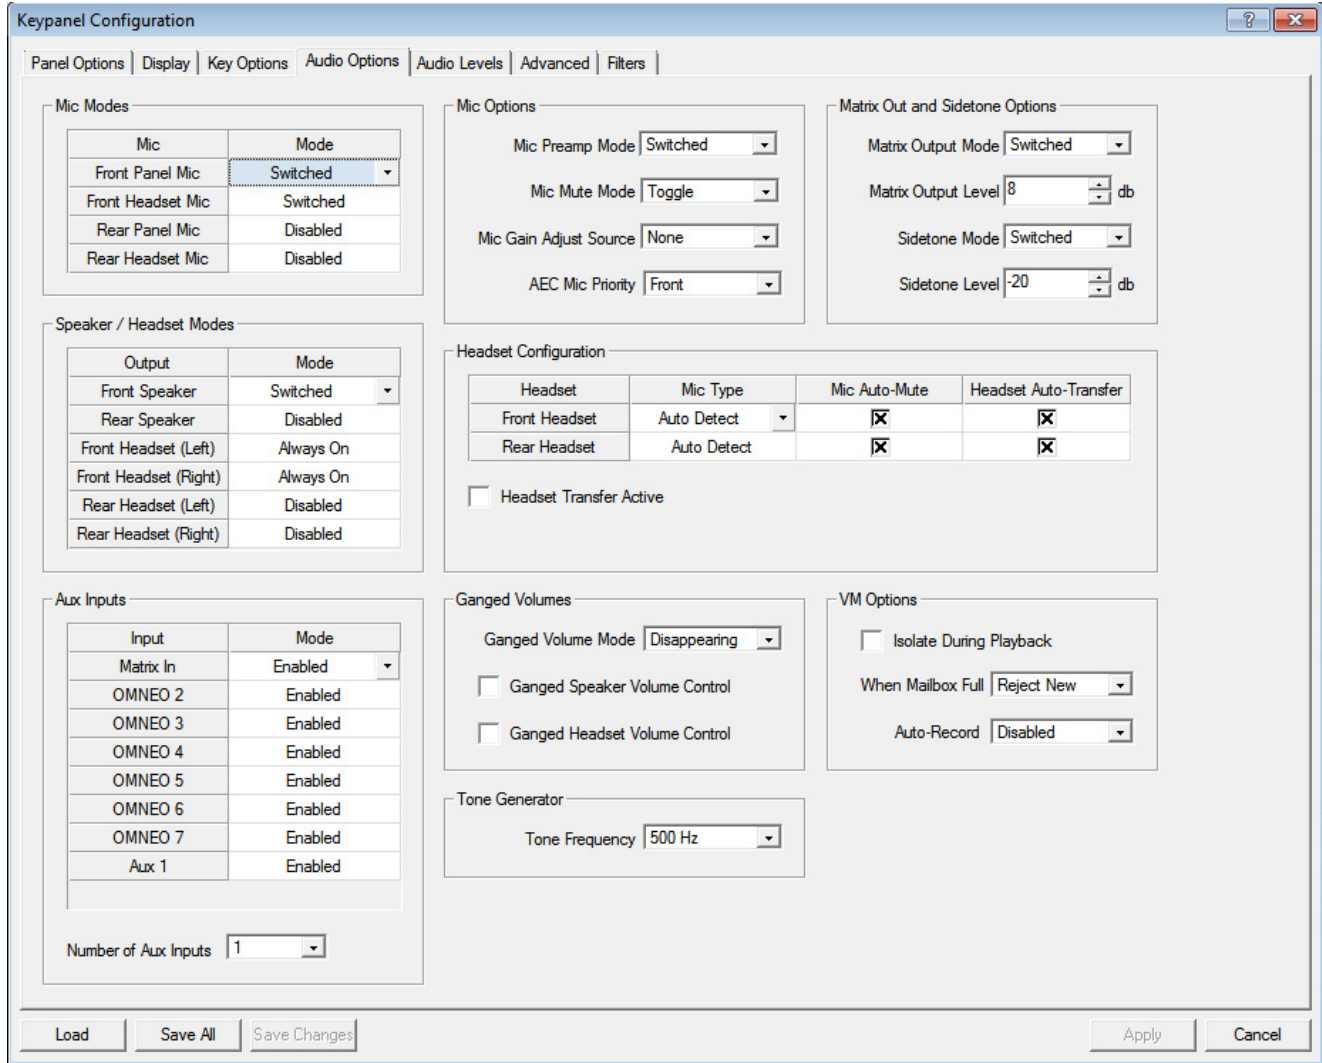 Keypanel Configuration
Panel Options Display Key Options Audio Options Audio Levels Advanced Filters
Mic Modes
Mic Mode
Front Panel Mic Switched
Front Headset Mic Switched
Rear Panel Mic Disabled
Rear Headset Mic Disabled
Mic Options
Mic Preamp Mode Switched
Mic Mute Mode Toggle
Mic Gain Adjust Source None
AEC Mic Priority Front
Matrix Out and Sidetone Options
Matrix Output Mode Switched
Matrix Output Level 8 db
Sidetone Mode Switched
Sidetone Level -20 db
Speaker / Headset Modes
Output Mode
Front Speaker Switched
Rear Speaker Disabled
Front Headset (Left) Always On
Front Headset (Right) Always On
Rear Headset (Left) Disabled
Rear Headset (Right) Disabled
Headset Configuration
Headset Mic Type Mic Auto-Mute Headset Auto-Transfer
Front Headset Auto Detect
Rear Headset Auto Detect
Headset Transfer Active
Aux Inputs
Input Mode
Matrix In Enabled
OMNEO 2 Enabled
OMNEO 3 Enabled
OMNEO 4 Enabled
OMNEO 5 Enabled
OMNEO 6 Enabled
OMNEO 7 Enabled
Aux 1 Enabled
Number of Aux Inputs 1
Ganged Volumes
Ganged Volume Mode Disappearing
Ganged Speaker Volume Control
Ganged Headset Volume Control
VM Options
Isolate During Playback
When Mailbox Full Reject New
Auto-Record Disabled
Tone Generator
Tone Frequency 500 Hz
Load Save All Save Changes Apply Cancel